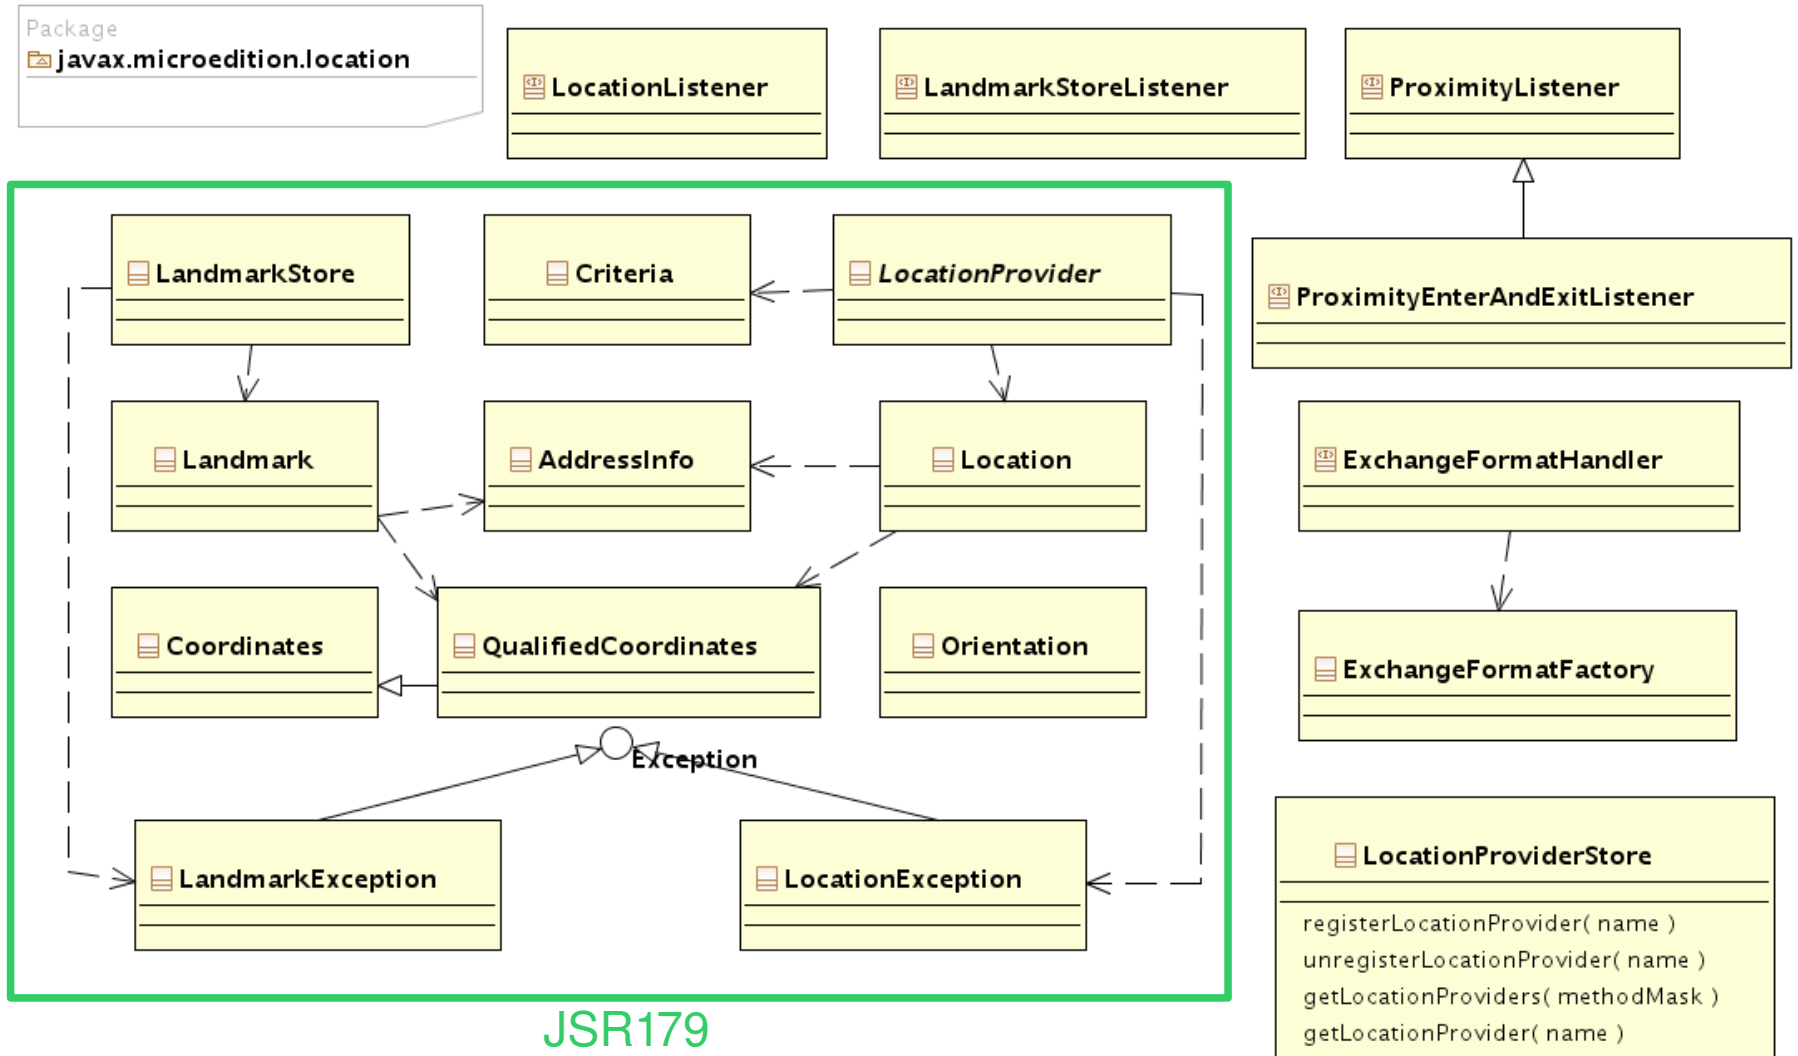 Package
javax.microedition.location
LocationListener
LandmarkStoreListener
ProximityListener
LandmarkStore
Criteria
LocationProvider
ProximityEnterAndExitListener
Landmark
AddressInfo
Location
ExchangeFormatHandler
Coordinates
QualifiedCoordinates
Orientation
ExchangeFormatFactory
Exception
LandmarkException
LocationException
LocationProviderStore
registerLocationProvider( name )
unregisterLocationProvider( name )
getLocationProviders( methodMask )
getLocationProvider( name )
JSR179